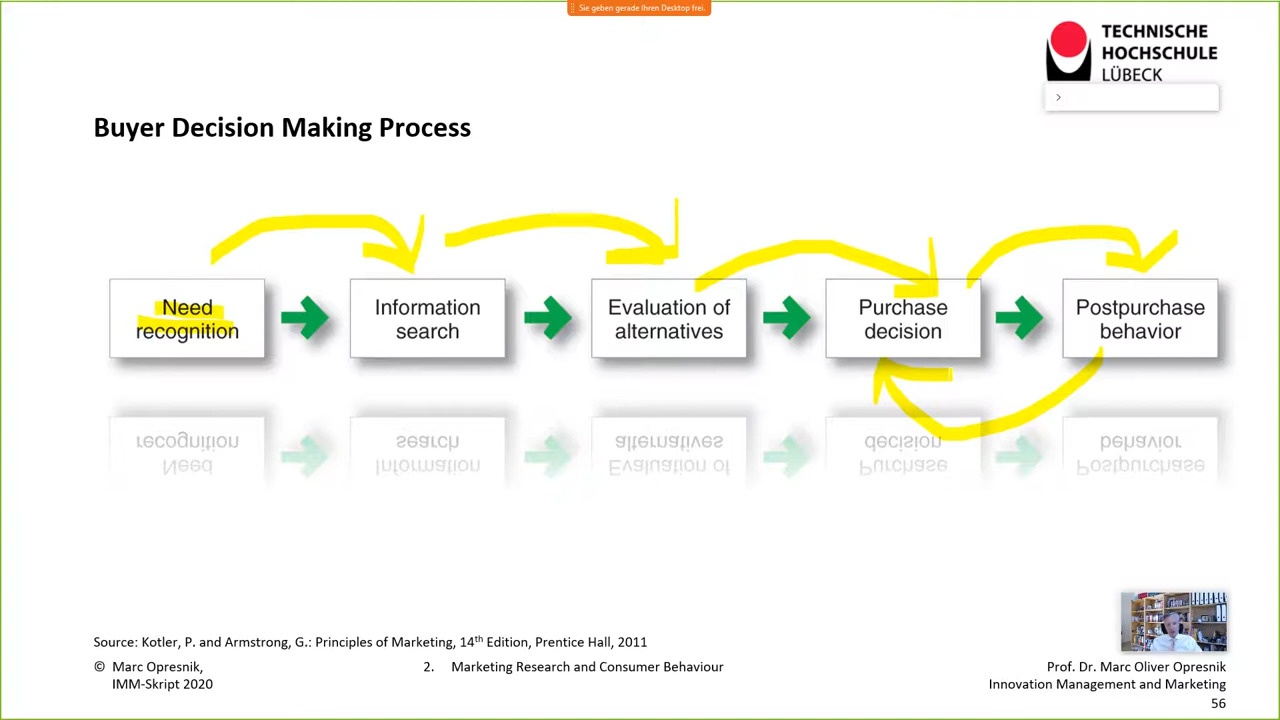 Sie geben gerade Ihren Desktop frei.
TECHNISCHE
HOCHSCHULE
LÜBECK
Buyer Decision Making Process
Need
recognition
Information
search
Evaluation of
alternatives
Purchase
decision
Postpurchase
behavior
Source: Kotler, P. and Armstrong, G.: Principles of Marketing, 14th Edition, Prentice Hall, 2011
© Marc Opresnik,
IMM-Skript 2020
2. Marketing Research and Consumer Behaviour
Prof. Dr. Marc Oliver Opresnik
Innovation Management and Marketing
56